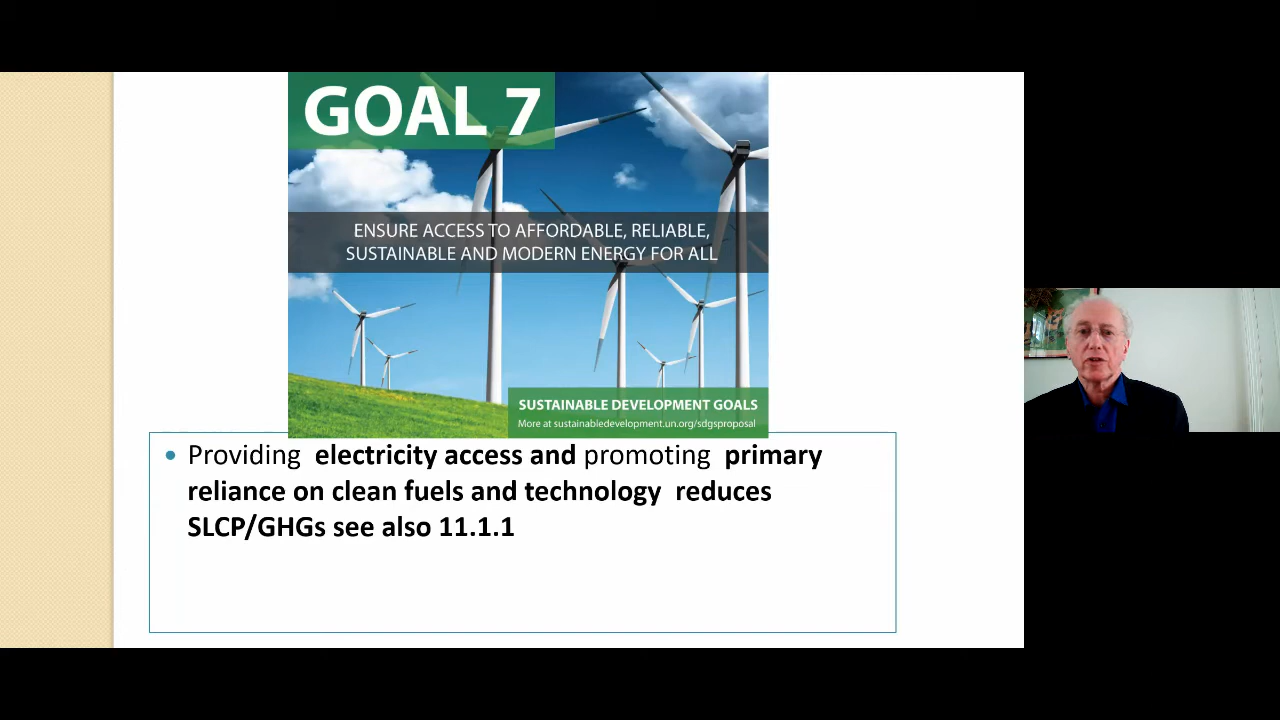 GOAL 7
ENSURE ACCESS TO AFFORDABLE, RELIABLE,
SUSTAINABLE AND MODERN ENERGY FOR ALL
SUSTAINABLE DEVELOPMENT GOALS
More at sustainabledevelopment.un.org/sdgsproposal
• Providing electricity access and promoting primary
reliance on clean fuels and technology reduces
SLCP/GHGs see also 11.1.1